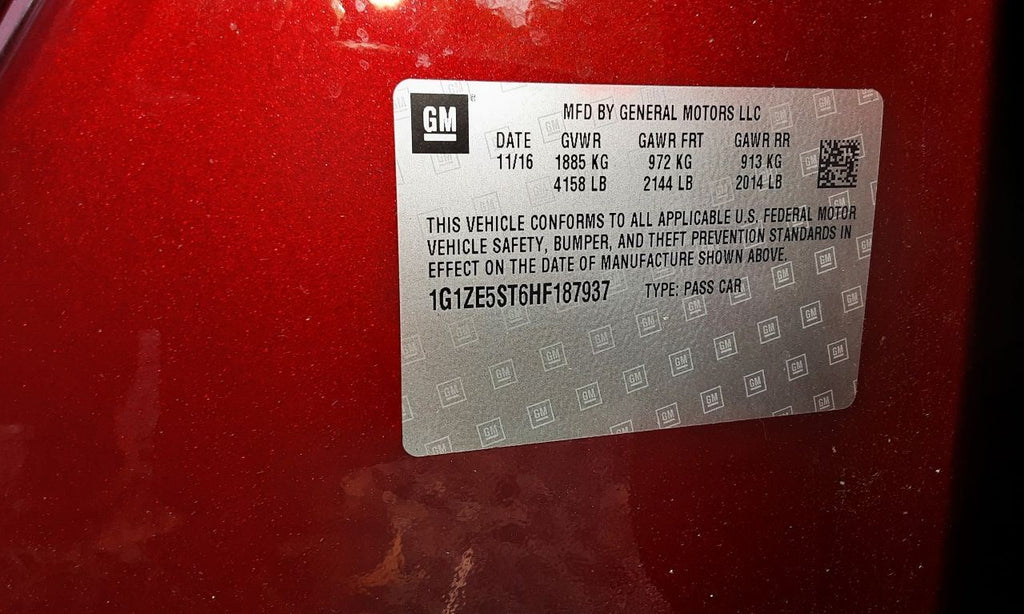 GM
MFD BY GENERAL MOTORS LLC
DATE GVWR GAWR FRT GAWR RR
11/16 1885 KG 972 KG 913 KG
4158 LB 2144 LB 2014 LB
THIS VEHICLE CONFORMS TO ALL APPLICABLE U.S. FEDERAL MOTOR
VEHICLE SAFETY, BUMPER, AND THEFT PREVENTION STANDARDS IN
EFFECT ON THE DATE OF MANUFACTURE SHOWN ABOVE.
1G1ZE5ST6HF187937 TYPE: PASS CAR